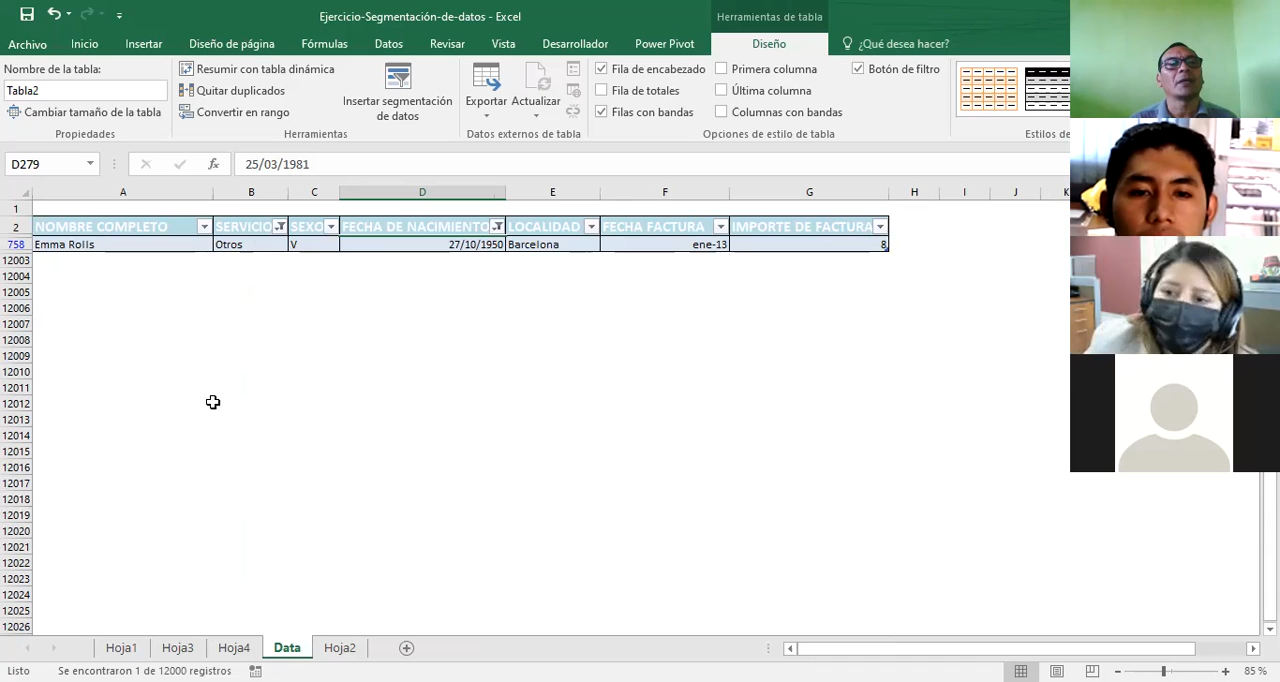 Ejercicio-Segmentación-de-datos - Excel
Herramientas de tabla
Archivo Inicio Insertar Diseño de página Fórmulas Datos Revisar Vista Desarrollador Power Pivot Diseño ¿Qué desea hacer?
Nombre de la tabla:
Tabla2
Cambiar tamaño de la tabla
Propiedades
Resumir con tabla dinámica
Quitar duplicados
Convertir en rango
Insertar segmentación
de datos
Herramientas
Exportar Actualizar
Datos externos de tabla
Fila de encabezado Primera columna Botón de filtro
Fila de totales Última columna
Filas con bandas Columnas con bandas
Opciones de estilo de tabla
Estilos de
D279 fx 25/03/1981
A B C D E F G H I J K
1
2 NOMBRE COMPLETO SERVICIO SEXO FECHA DE NACIMIENTO LOCALIDAD FECHA FACTURA IMPORTE DE FACTURA
758 Emma Rolls Otros V 27/10/1950 Barcelona ene-13 8
12003
12004
12005
12006
12007
12008
12009
12010
12011
12012
12013
12014
12015
12016
12017
12018
12019
12020
12021
12022
12023
12024
12025
12026
Hoja1 Hoja3 Hoja4 Data Hoja2
Listo Se encontraron 1 de 12000 registros 85 %